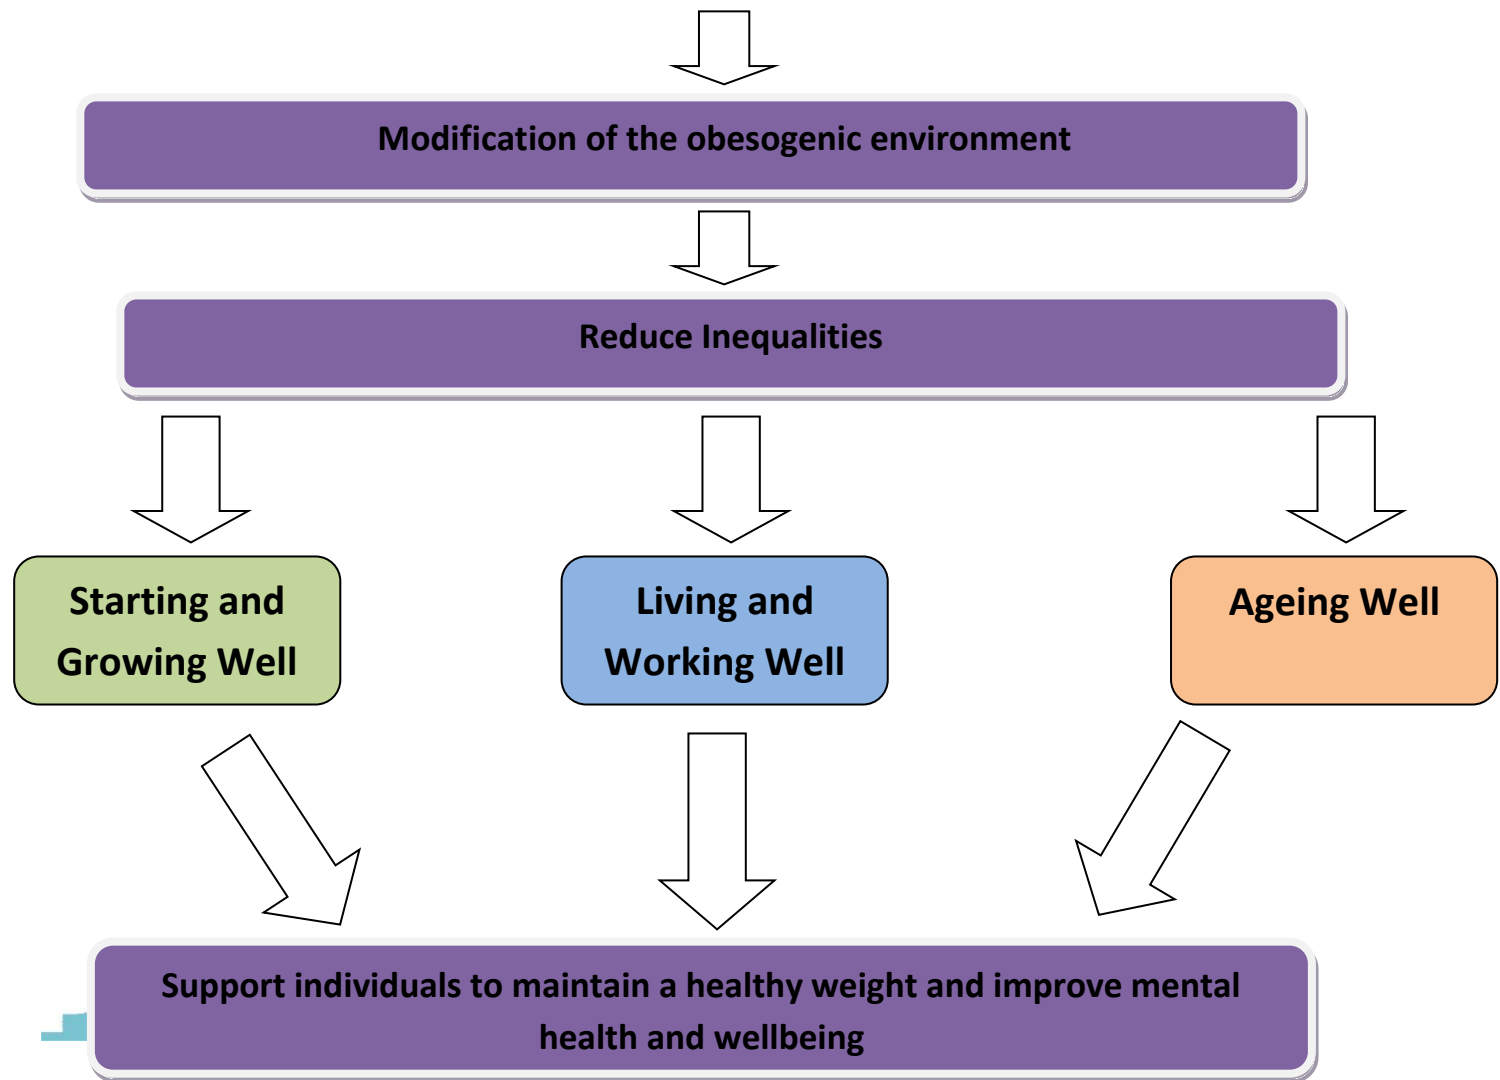 Modification of the obesogenic environment
Reduce Inequalities
Starting and
Growing Well
Living and
Working Well
Ageing Well
Support individuals to maintain a healthy weight and improve mental
health and wellbeing